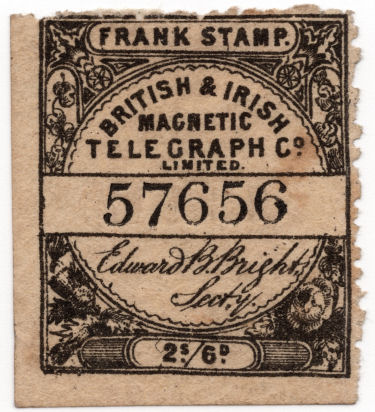 FRANK STAMP.
BRITISH & IRISH
MAGNETIC
TELEGRAPH Cº
LIMITED.
57656
Edward B. Bright,
Secty.
2ˢ/6ᴰ